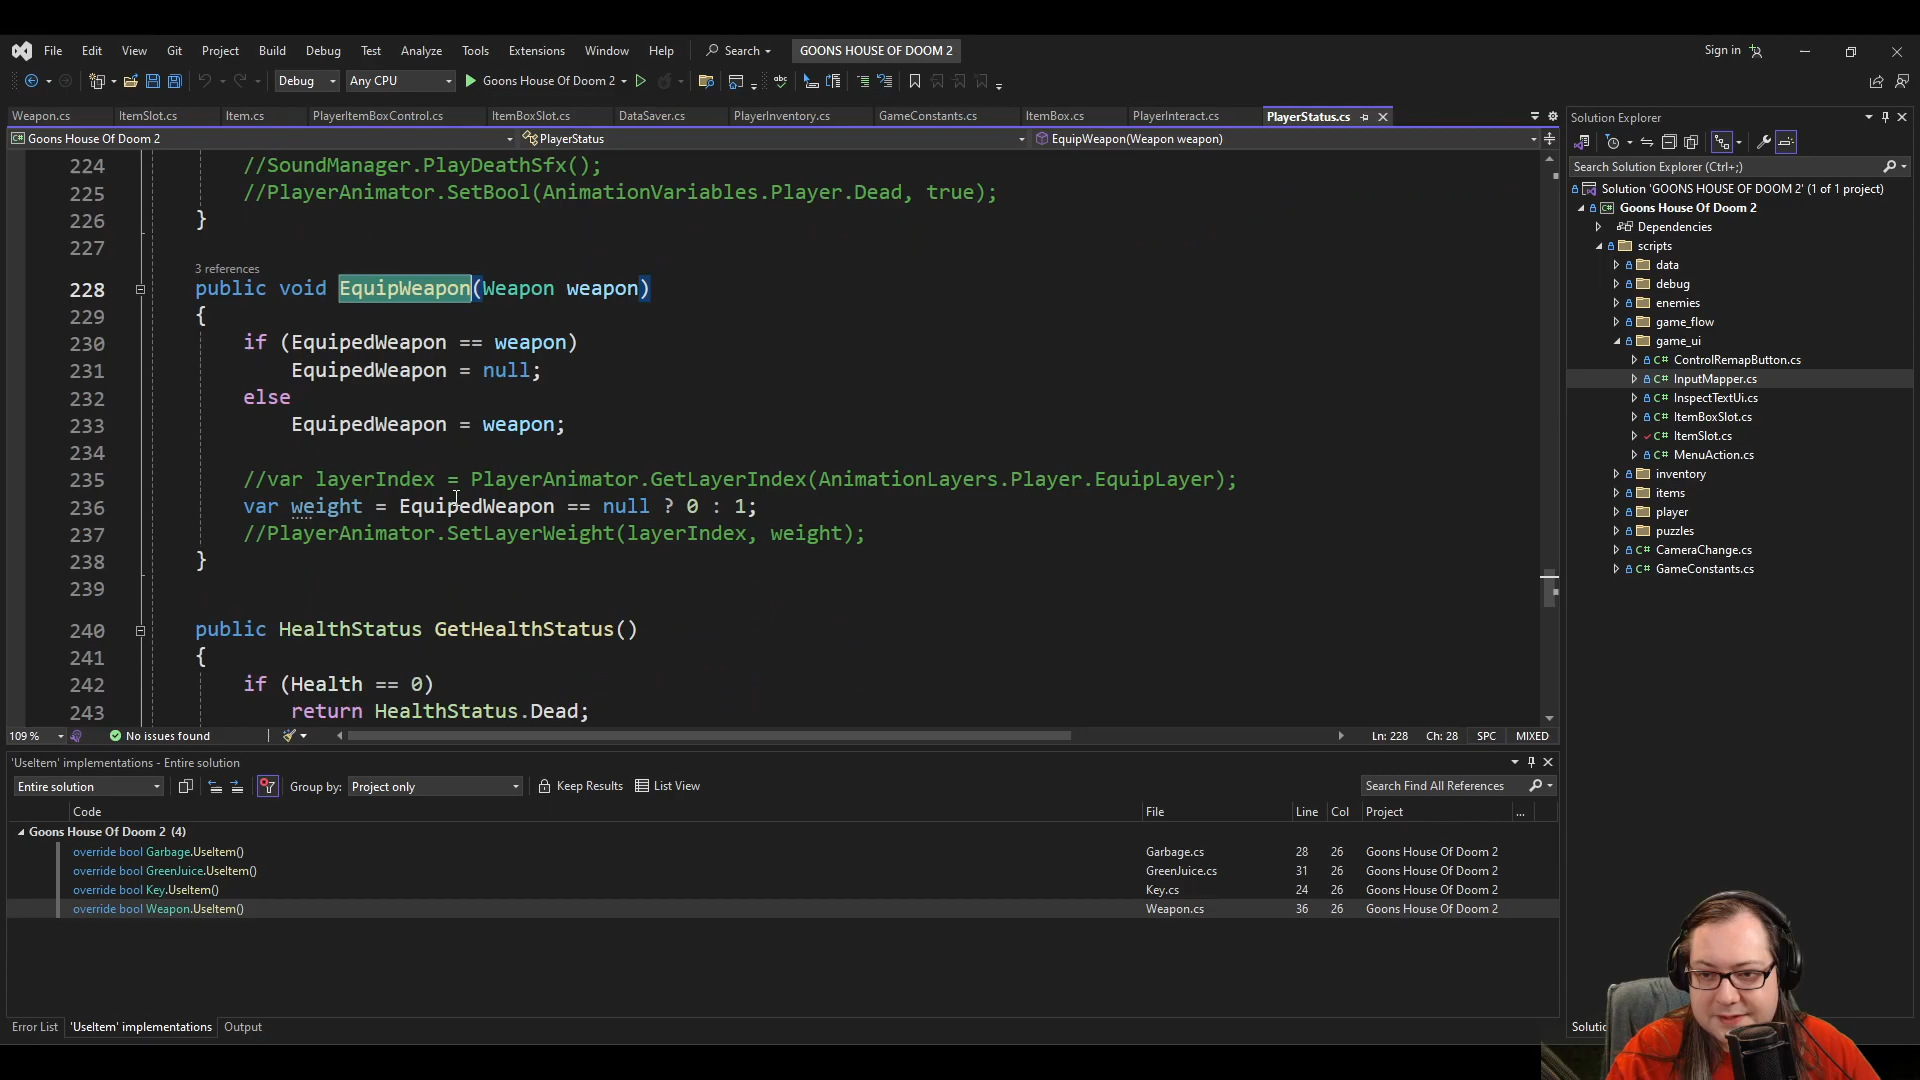 File Edit View Git Project Build Debug Test Analyze Tools Extensions Window Help Search GOONS HOUSE OF DOOM 2 Sign in
Debug Any CPU Goons House Of Doom 2
Weapon.cs ItemSlot.cs Item.cs PlayerItemBoxControl.cs ItemBoxSlot.cs DataSaver.cs PlayerInventory.cs GameConstants.cs ItemBox.cs PlayerInteract.cs PlayerStatus.cs
Goons House Of Doom 2 PlayerStatus EquipWeapon(Weapon weapon)
224 //SoundManager.PlayDeathSfx();
225 //PlayerAnimator.SetBool(AnimationVariables.Player.Dead, true);
226 }
227
3 references
228 public void EquipWeapon(Weapon weapon)
229 {
230 if (EquipedWeapon == weapon)
231 EquipedWeapon = null;
232 else
233 EquipedWeapon = weapon;
234
235 //var layerIndex = PlayerAnimator.GetLayerIndex(AnimationLayers.Player.EquipLayer);
236 var weight = EquipedWeapon == null ? 0 : 1;
237 //PlayerAnimator.SetLayerWeight(layerIndex, weight);
238 }
239
240 public HealthStatus GetHealthStatus()
241 {
242 if (Health == 0)
243 return HealthStatus.Dead;
109 % No issues found Ln: 228 Ch: 28 SPC MIXED
'UseItem' implementations - Entire solution
Entire solution Group by: Project only Keep Results List View Search Find All References
Code File Line Col Project ...
Goons House Of Doom 2 (4)
override bool Garbage.UseItem() Garbage.cs 28 26 Goons House Of Doom 2
override bool GreenJuice.UseItem() GreenJuice.cs 31 26 Goons House Of Doom 2
override bool Key.UseItem() Key.cs 24 26 Goons House Of Doom 2
override bool Weapon.UseItem() Weapon.cs 36 26 Goons House Of Doom 2
Error List 'UseItem' implementations Output
Solution Explorer
Search Solution Explorer (Ctrl+;)
Solution 'GOONS HOUSE OF DOOM 2' (1 of 1 project)
C# Goons House Of Doom 2
Dependencies
scripts
data
debug
enemies
game_flow
game_ui
C# ControlRemapButton.cs
C# InputMapper.cs
C# InspectTextUi.cs
C# ItemBoxSlot.cs
C# ItemSlot.cs
C# MenuAction.cs
inventory
items
player
puzzles
C# CameraChange.cs
C# GameConstants.cs